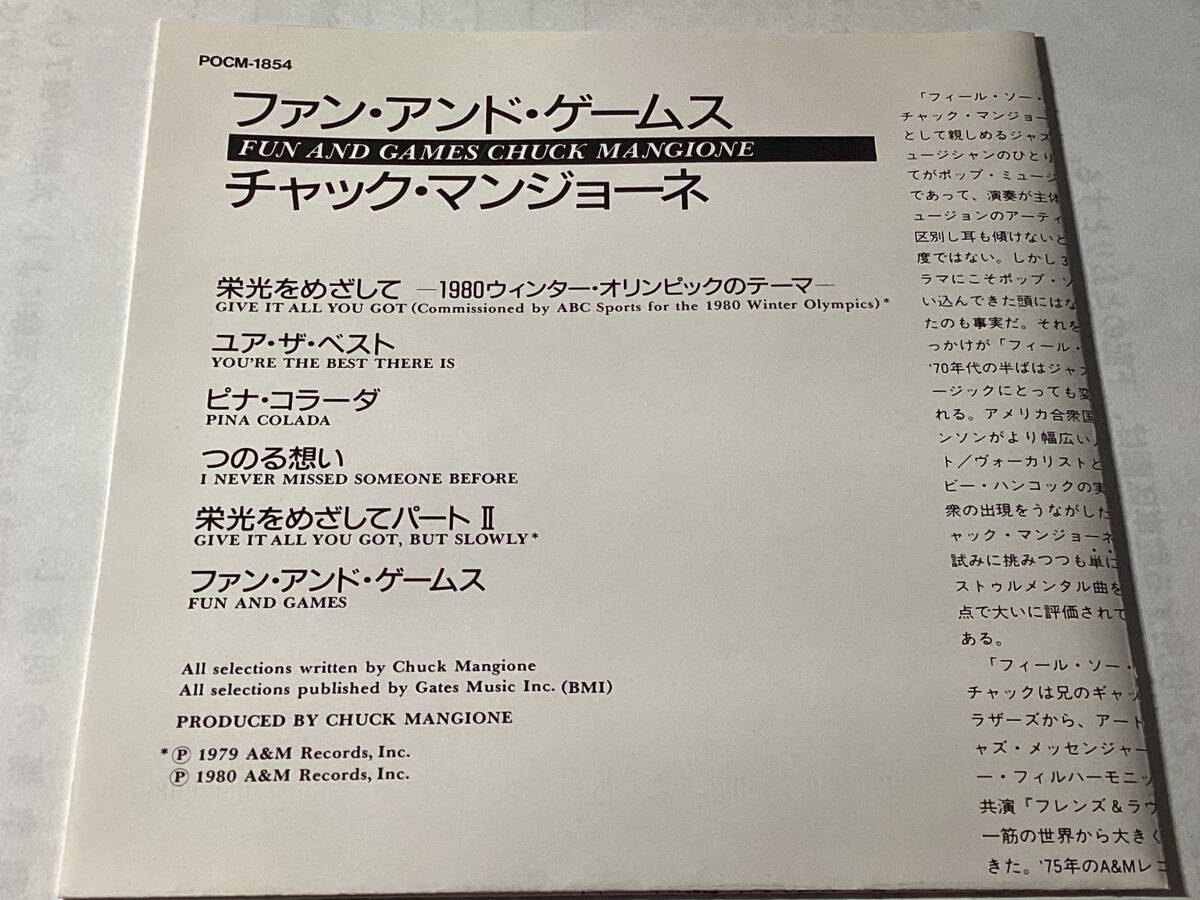 POCM-1854
ファン・アンド・ゲームス
FUN AND GAMES/CHUCK MANGIONE
チャック・マンジョーネ
栄光をめざして —1980ウィンター・オリンピックのテーマ—
GIVE IT ALL YOU GOT (Commissioned by ABC Sports for the 1980 Winter Olympics)*
ユア・ザ・ベスト
YOU'RE THE BEST THERE IS
ピナ・コラーダ
PINA COLADA
つのる想い
I NEVER MISSED SOMEONE BEFORE
栄光をめざしてパートⅡ
GIVE IT ALL YOU GOT, BUT SLOWLY*
ファン・アンド・ゲームス
FUN AND GAMES
All selections written by Chuck Mangione
All selections published by Gates Music Inc. (BMI)
PRODUCED BY CHUCK MANGIONE
*Ⓟ 1979 A&M Records, Inc.
Ⓟ 1980 A&M Records, Inc.
「フィール・ソー・
チャック・マンジョー
として親しめるジャズ
ュージシャンのひとり
てがポップ・ミュージ
であって、演奏が主体
ュージョンのアーティ
区別し耳も傾けないと
度ではない。しかし3
ラマにこそポップ・ソ
い込んできた頭にはな
たのも事実だ。それを
っかけが「フィール・
'70年代の半ばはジャズ
ージックにとっても変
れる。アメリカ合衆国
ンソンがより幅広い
ト／ヴォーカリストと
ビー・ハンコックの実
衆の出現をうながした
ャック・マンジョーネ
試みに挑みつつも単に
ストゥルメンタル曲を
点で大いに評価されて
ある。
「フィール・ソー・
チャックは兄のギャッ
ラザーズから、アート
ャズ・メッセンジャー
ー・フィルハーモニッ
共演『フレンズ＆ラヴ
一筋の世界から大きく
きた。'75年のA&Mレコ